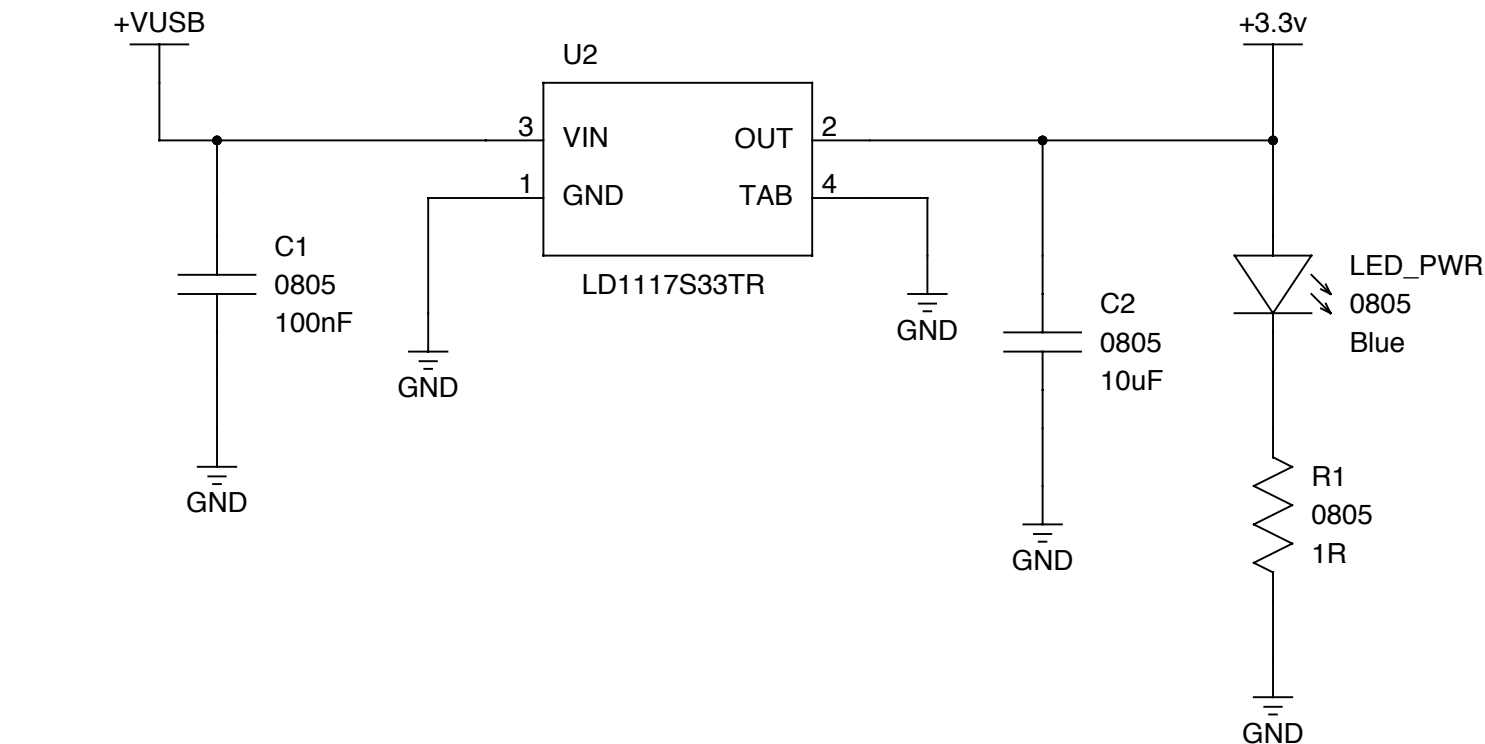 +VUSB
+3.3v
U2
3
VIN
OUT
2
1
GND
TAB
4
LD1117S33TR
C1
0805
100nF
GND
GND
GND
C2
0805
10uF
GND
LED_PWR
0805
Blue
R1
0805
1R
GND